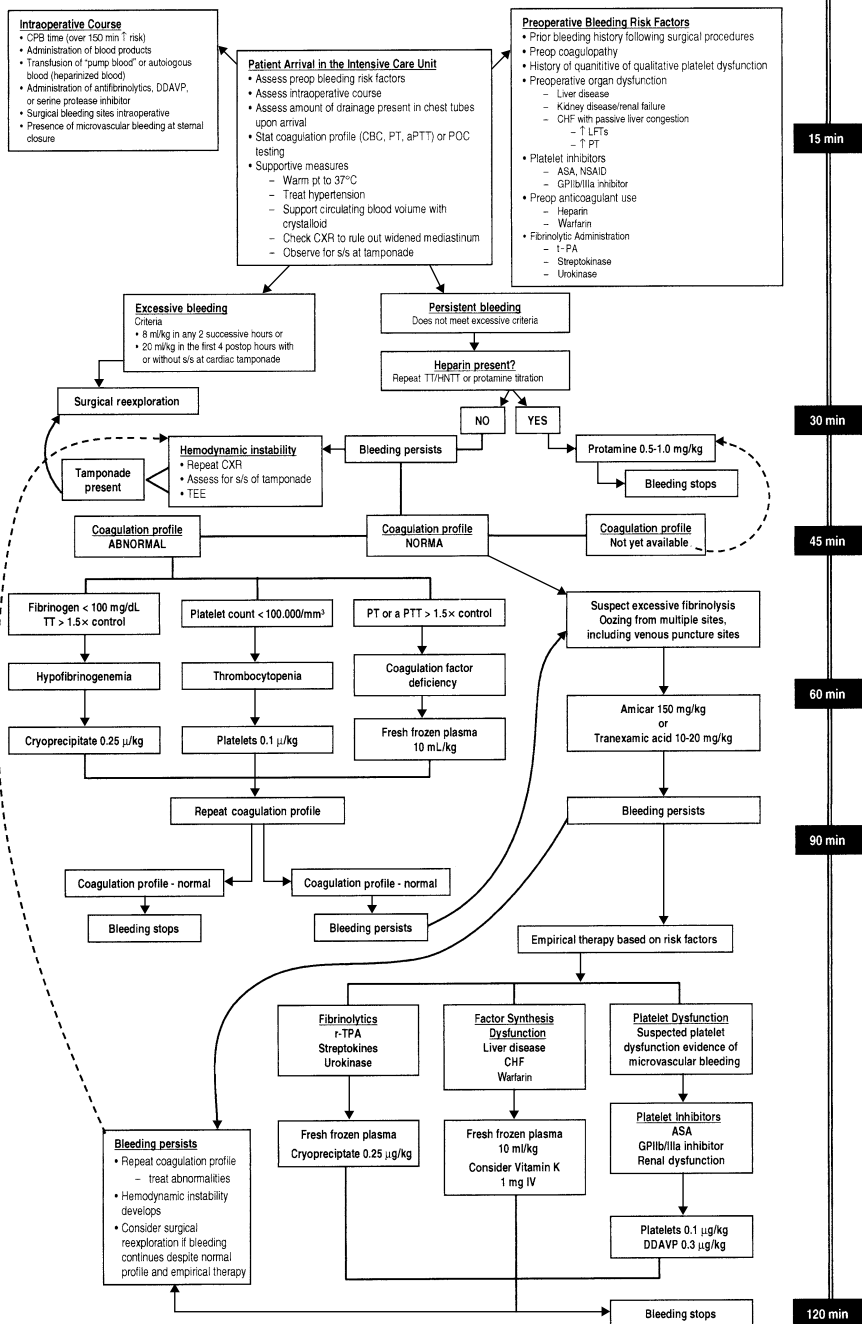 Intraoperative Course
• CPB time (over 150 min ↑ risk)
• Administration of blood products
• Transfusion of "pump blood" or autoiogous
blood (heparinized blood)
• Administration of antifibrinolytics, DDAVP,
or serine protease inhibitor
• Surgical bleeding sites intraoperative
• Presence of microvascular bleeding at sternal
closure
Patient Arrival in the Intensive Care Unit
• Assess preop bleeding risk factors
• Assess intraoperative course
• Assess amount of drainage present in chest tubes
upon arrival
• Stat coagulation profile (CBC, PT, aPTT) or POC
testing
• Supportive measures
– Warm pt to 37°C
– Treat hypertension
– Support circulating blood volume with
crystalloid
– Check CXR to rule out widened mediastinum
– Observe for s/s at tamponade
Preoperative Bleeding Risk Factors
• Prior bleeding history following surgical procedures
• Preop coagulopathy
• History of quanititive of qualitative platelet dysfunction
• Preoperative organ dysfunction
– Liver disease
– Kidney disease/renal failure
– CHF with passive liver congestion
– ↑ LFTs
– ↑ PT
• Platelet inhibitors
– ASA, NSAID
– GPIIb/IIIa inhibitor
• Preop anticoagulant use
– Heparin
– Warfarin
• Fibrinolytic Administration
– t-PA
– Streptokinase
– Urokinase
15 min
Excessive bleeding
Criteria
• 8 ml/kg in any 2 successive hours or
• 20 ml/kg in the first 4 postop hours with
or without s/s at cardiac tamponade
Persistent bleeding
Does not meet excessive criteria
Heparin present?
Repeat TT/HNTT or protamine titration
Surgical reexploration
NO
YES
30 min
Hemodynamic instability
• Repeat CXR
• Assess for s/s of tamponade
• TEE
Tamponade
present
Bleeding persists
Protamine 0.5-1.0 mg/kg
Bleeding stops
Coagulation profile
ABNORMAL
Coagulation profile
NORMA
Coagulation profile
Not yet available
45 min
Fibrinogen < 100 mg/dL
TT > 1.5× control
Platelet count < 100.000/mm³
PT or a PTT > 1.5× control
Suspect excessive fibrinolysis
Oozing from multiple sites,
including venous puncture sites
Hypofibrinogenemia
Thrombocytopenia
Coagulation factor
deficiency
60 min
Cryoprecipitate 0.25 μ/kg
Platelets 0.1 μ/kg
Fresh frozen plasma
10 mL/kg
Amicar 150 mg/kg
or
Tranexamic acid 10-20 mg/kg
Repeat coagulation profile
Bleeding persists
90 min
Coagulation profile - normal
Coagulation profile - normal
Bleeding stops
Bleeding persists
Empirical therapy based on risk factors
Fibrinolytics
r-TPA
Streptokines
Urokinase
Factor Synthesis
Dysfunction
Liver disease
CHF
Warfarin
Platelet Dysfunction
Suspected platelet
dysfunction evidence of
microvascular bleeding
Platelet Inhibitors
ASA
GPIIb/IIIa inhibitor
Renal dysfunction
Fresh frozen plasma
Cryopreciptate 0.25 μg/kg
Fresh frozen plasma
10 ml/kg
Consider Vitamin K
1 mg IV
Platelets 0.1 μg/kg
DDAVP 0.3 μg/kg
Bleeding persists
• Repeat coagulation profile
– treat abnormalities
• Hemodynamic instability
develops
• Consider surgical
reexploration if bleeding
continues despite normal
profile and empirical therapy
Bleeding stops
120 min